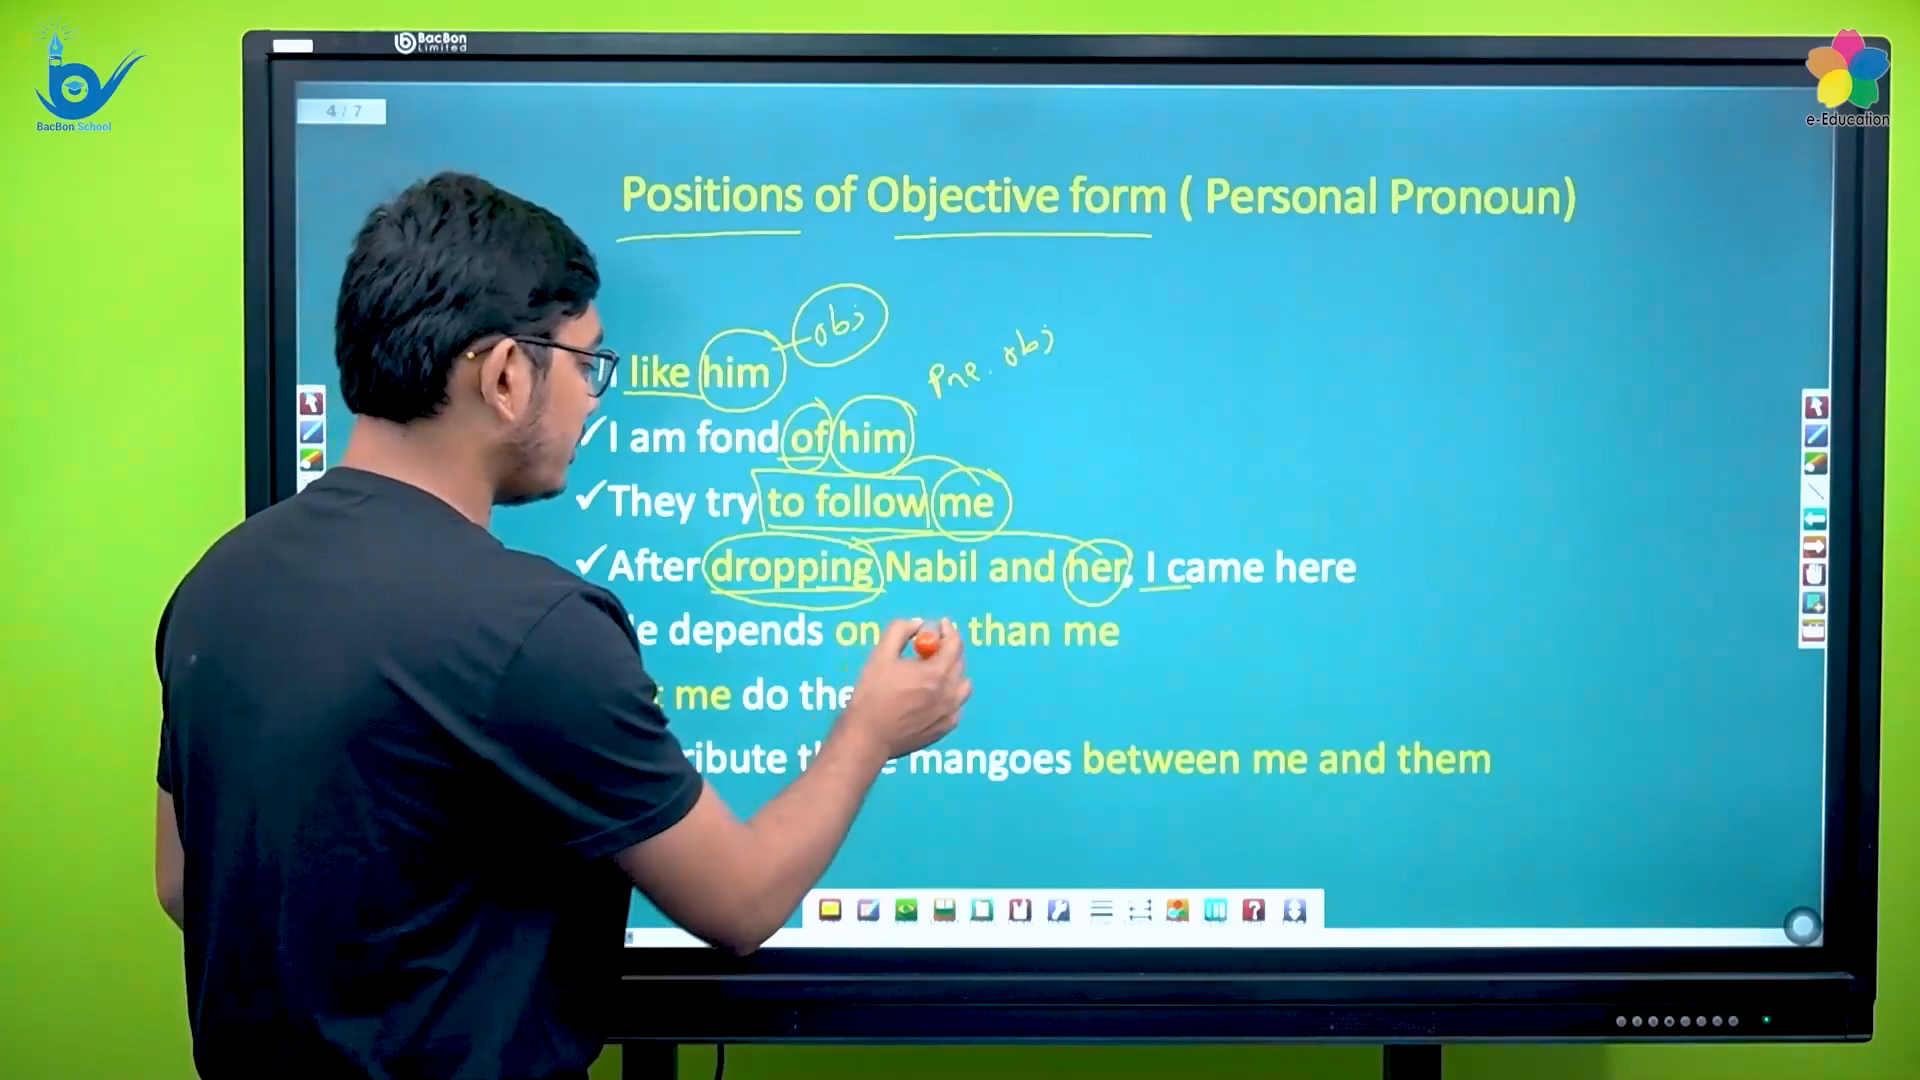 BacBon
Limited
BacBon School
e-Education
4 / 7
Positions of Objective form ( Personal Pronoun)
obj
Pre. obj
like him
✓I am fond of him
✓They try to follow me
✓After dropping Nabil and her, I came here
depends on than me
me do
mangoes between me and them